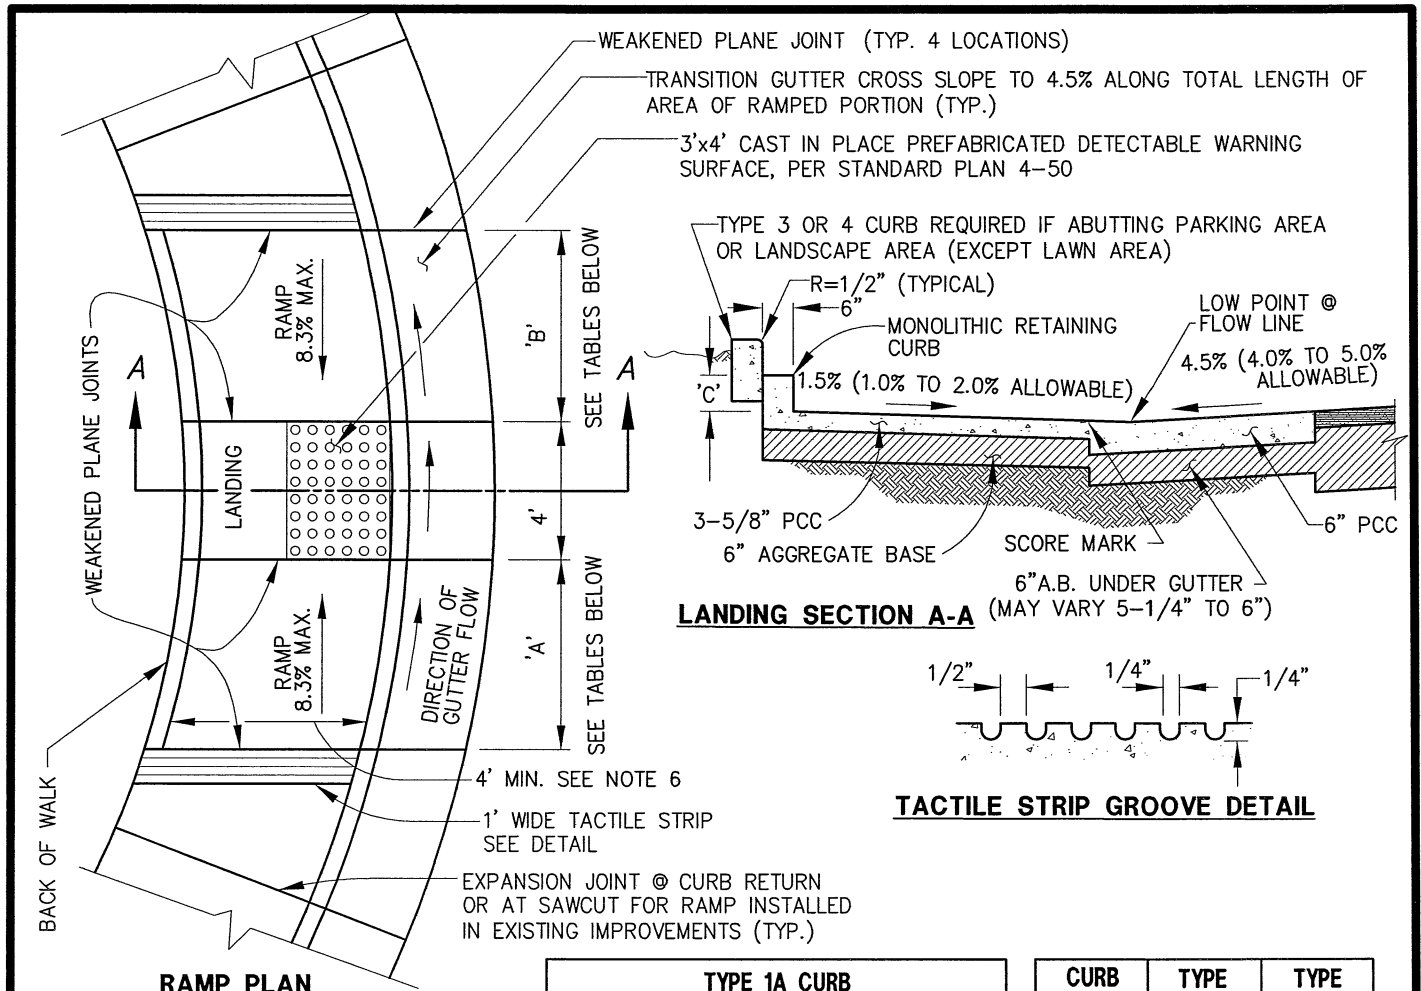 WEAKENED PLANE JOINT (TYP. 4 LOCATIONS)
TRANSITION GUTTER CROSS SLOPE TO 4.5% ALONG TOTAL LENGTH OF
AREA OF RAMPED PORTION (TYP.)
3'x4' CAST IN PLACE PREFABRICATED DETECTABLE WARNING
SURFACE, PER STANDARD PLAN 4-50
TYPE 3 OR 4 CURB REQUIRED IF ABUTTING PARKING AREA
OR LANDSCAPE AREA (EXCEPT LAWN AREA)
R=1/2" (TYPICAL)
6"
MONOLITHIC RETAINING
CURB
LOW POINT @
FLOW LINE
4.5% (4.0% TO 5.0%
ALLOWABLE)
'C'
1.5% (1.0% TO 2.0% ALLOWABLE)
3-5/8" PCC
6" AGGREGATE BASE
SCORE MARK
6" PCC
6"A.B. UNDER GUTTER
(MAY VARY 5-1/4" TO 6")
LANDING SECTION A-A
WEAKENED PLANE JOINTS
A
A
RAMP
8.3% MAX.
'B'
SEE TABLES BELOW
LANDING
4'
RAMP
8.3% MAX.
DIRECTION OF
GUTTER FLOW
'A'
SEE TABLES BELOW
BACK OF WALK
4' MIN. SEE NOTE 6
1' WIDE TACTILE STRIP
SEE DETAIL
EXPANSION JOINT @ CURB RETURN
OR AT SAWCUT FOR RAMP INSTALLED
IN EXISTING IMPROVEMENTS (TYP.)
1/2"
1/4"
1/4"
TACTILE STRIP GROOVE DETAIL
RAMP PLAN
TYPE 1A CURB
CURB
TYPE
TYPE